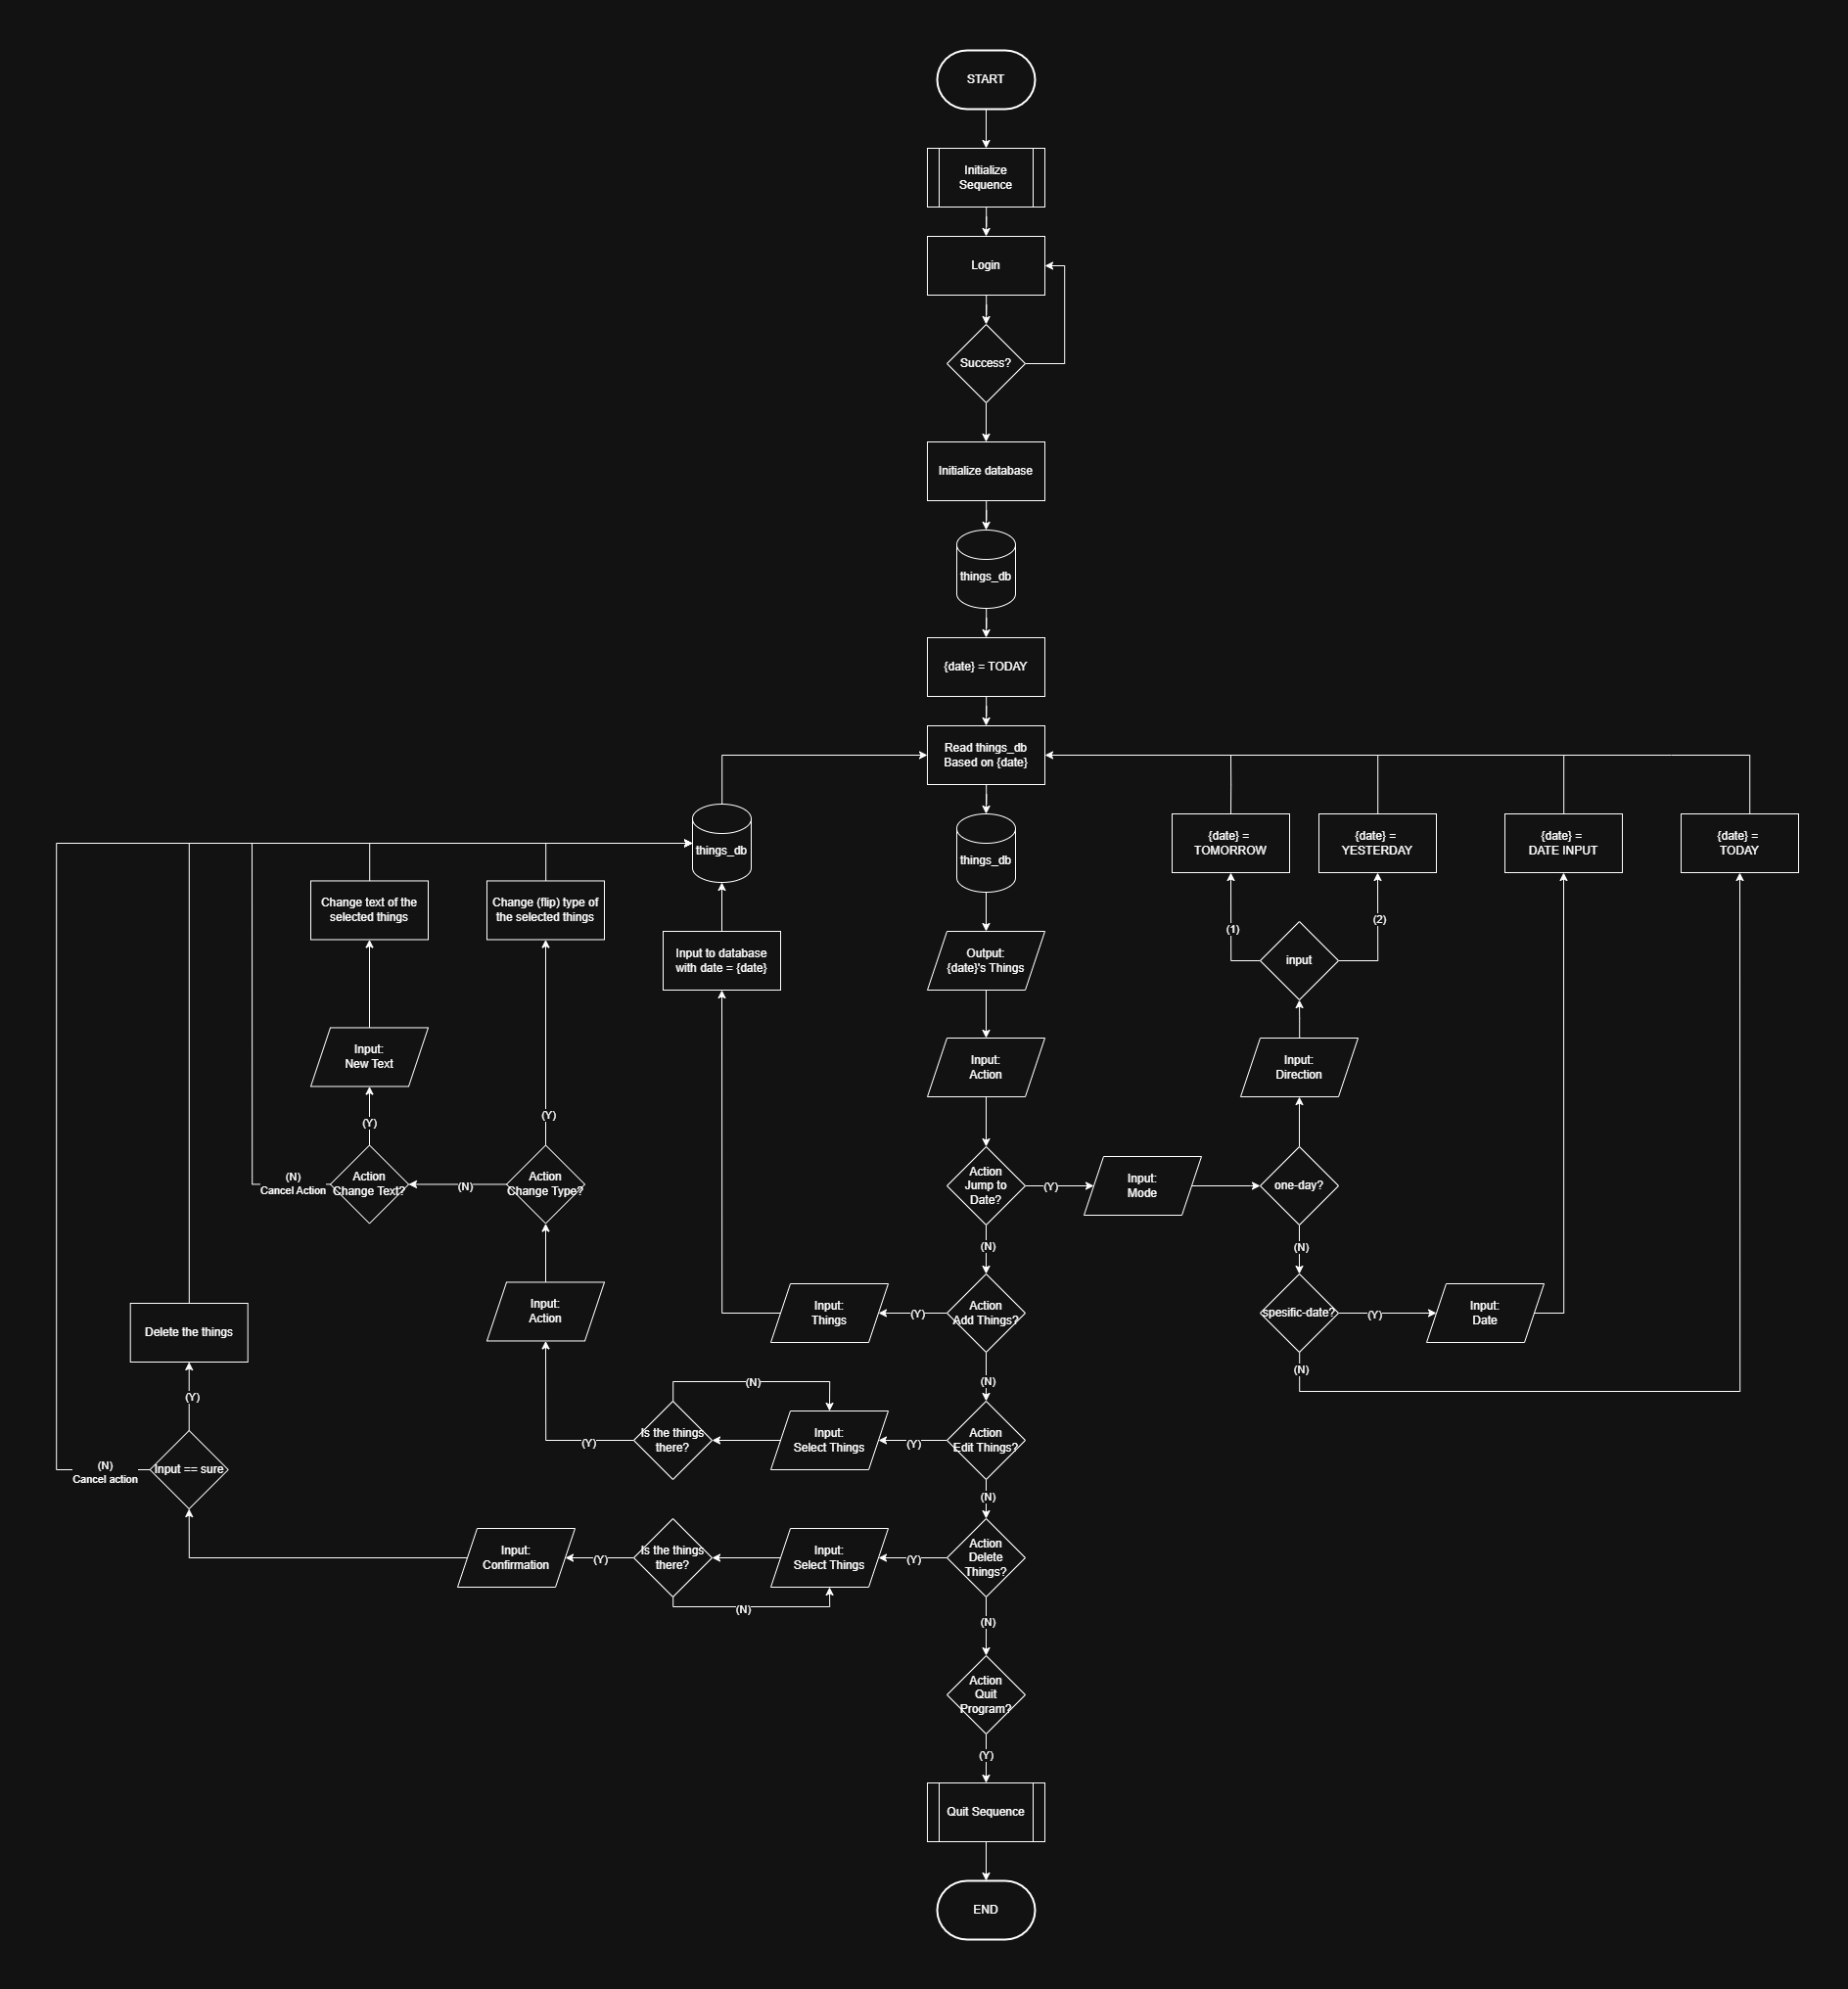 START
Initialize
Sequence
Login
Success?
Initialize database
things_db
{date} = TODAY
Read things_db
Based on {date}
things_db
things_db
{date} =
TOMORROW
{date} =
YESTERDAY
{date} =
DATE INPUT
{date} =
TODAY
Change text of the
selected things
Change (flip) type of
the selected things
Input to database
with date = {date}
Output:
{date}'s Things
(1)
(2)
input
Input:
New Text
Input:
Action
Input:
Direction
(Y)
(Y)
(N)
Cancel Action
Action
Change Text?
(N)
Action
Change Type?
Action
Jump to
Date?
(Y)
Input:
Mode
one-day?
(N)
(N)
Delete the things
Input:
Action
Input:
Things
(Y)
Action
Add Things?
spesific-date?
(Y)
Input:
Date
(N)
(N)
(N)
(Y)
(N)
Cancel action
Input == sure
(Y)
Is the things
there?
Input:
Select Things
(Y)
Action
Edit Things?
(N)
Input:
Confirmation
(Y)
Is the things
there?
Input:
Select Things
(Y)
Action
Delete
Things?
(N)
(N)
Action
Quit
Program?
(Y)
Quit Sequence
END